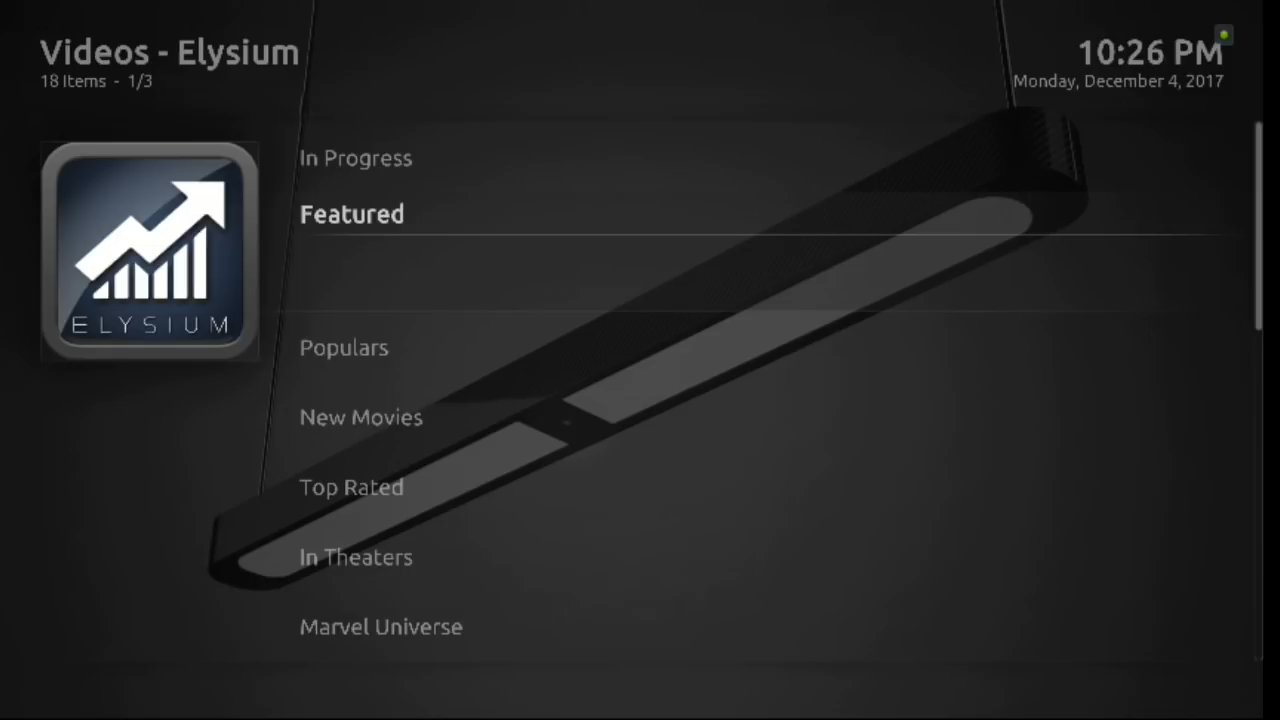 Videos - Elysium
18 Items - 1/3
10:26 PM
Monday, December 4, 2017
ELYSIUM
In Progress
Featured
Populars
New Movies
Top Rated
In Theaters
Marvel Universe